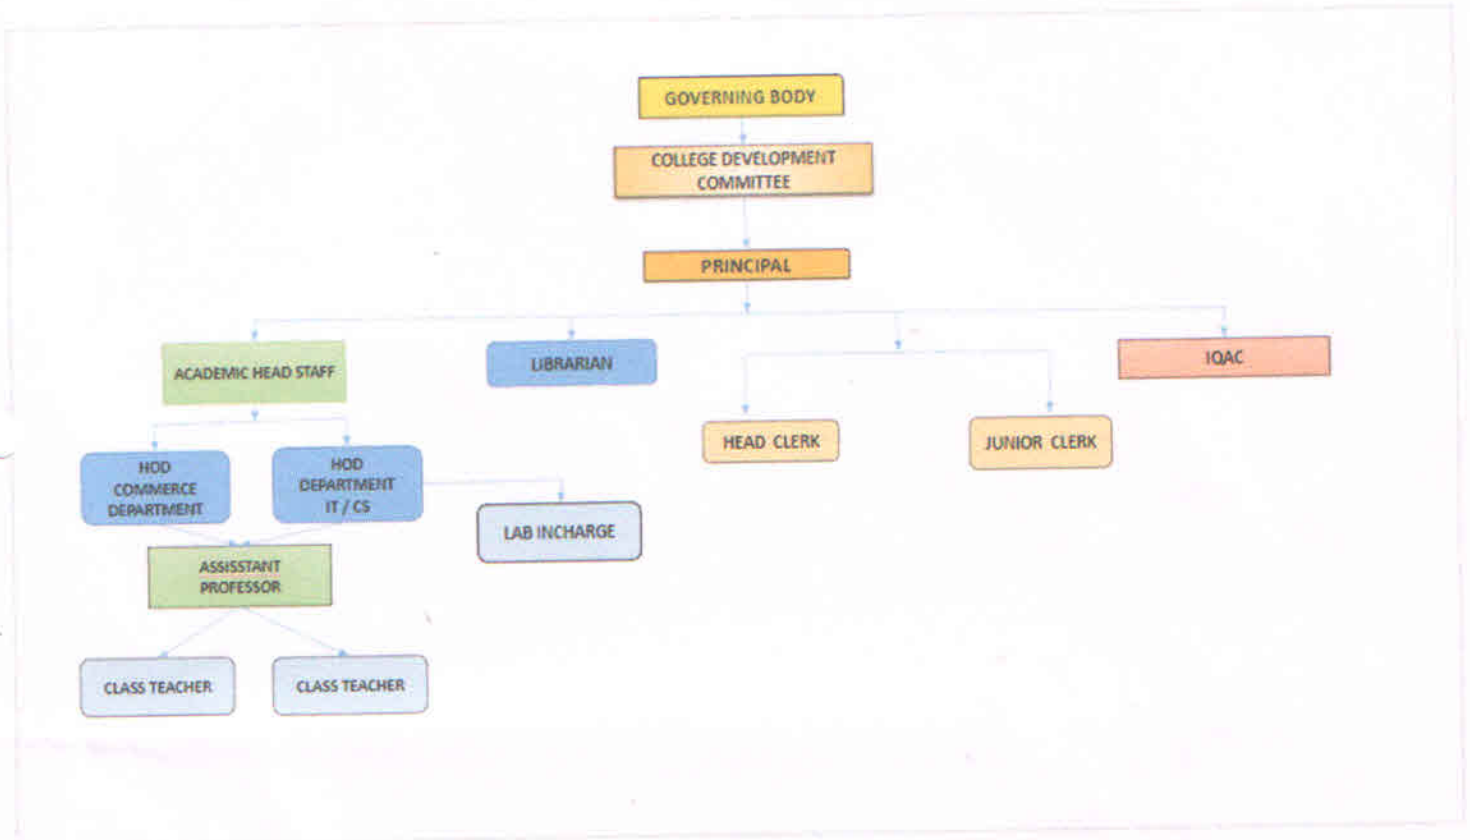 GOVERNING BODY
COLLEGE DEVELOPMENT
COMMITTEE
PRINCIPAL
ACADEMIC HEAD STAFF
LIBRARIAN
IQAC
HEAD CLERK
JUNIOR CLERK
HOD
COMMERCE
DEPARTMENT
HOD
DEPARTMENT
IT / CS
LAB INCHARGE
ASSISSTANT
PROFESSOR
CLASS TEACHER
CLASS TEACHER